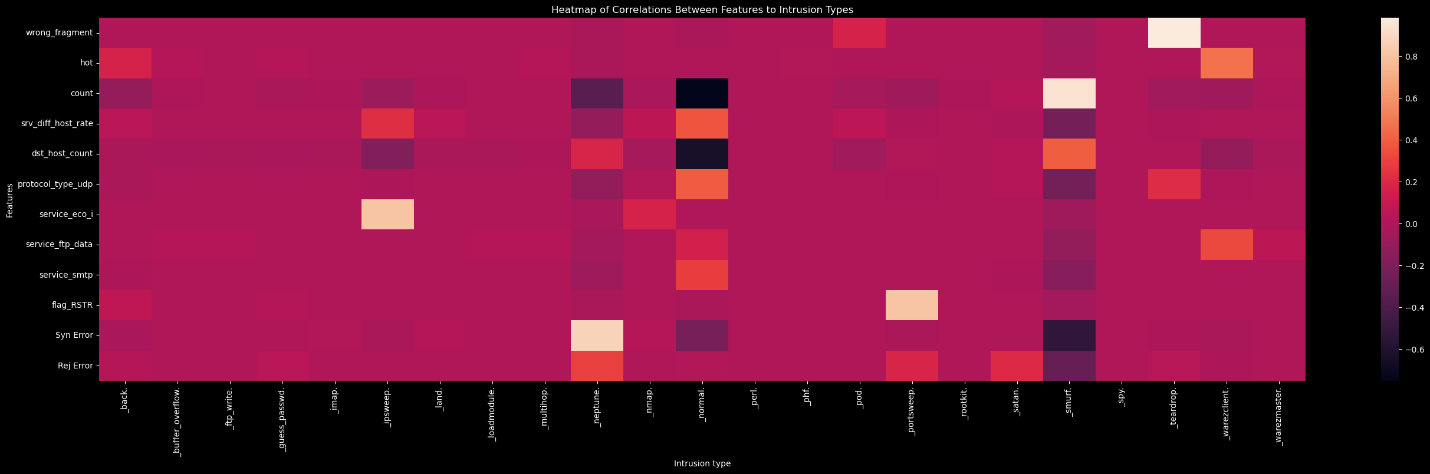 Heatmap of Correlations Between Features to Intrusion Types
Features
wrong_fragment
hot
count
srv_diff_host_rate
dst_host_count
protocol_type_udp
service_eco_i
service_ftp_data
service_smtp
flag_RSTR
Syn Error
Rej Error
_back.
_buffer_overflow.
_ftp_write.
_guess_passwd.
_imap.
_ipsweep.
_land.
_loadmodule.
_multihop.
_neptune.
_nmap.
_normal.
_perl.
_phf.
_pod.
_portsweep.
_rootkit.
_satan.
_smurf.
_spy.
_teardrop.
_warezclient.
_warezmaster.
Intrusion type
0.8
0.6
0.4
0.2
0.0
−0.2
−0.4
−0.6